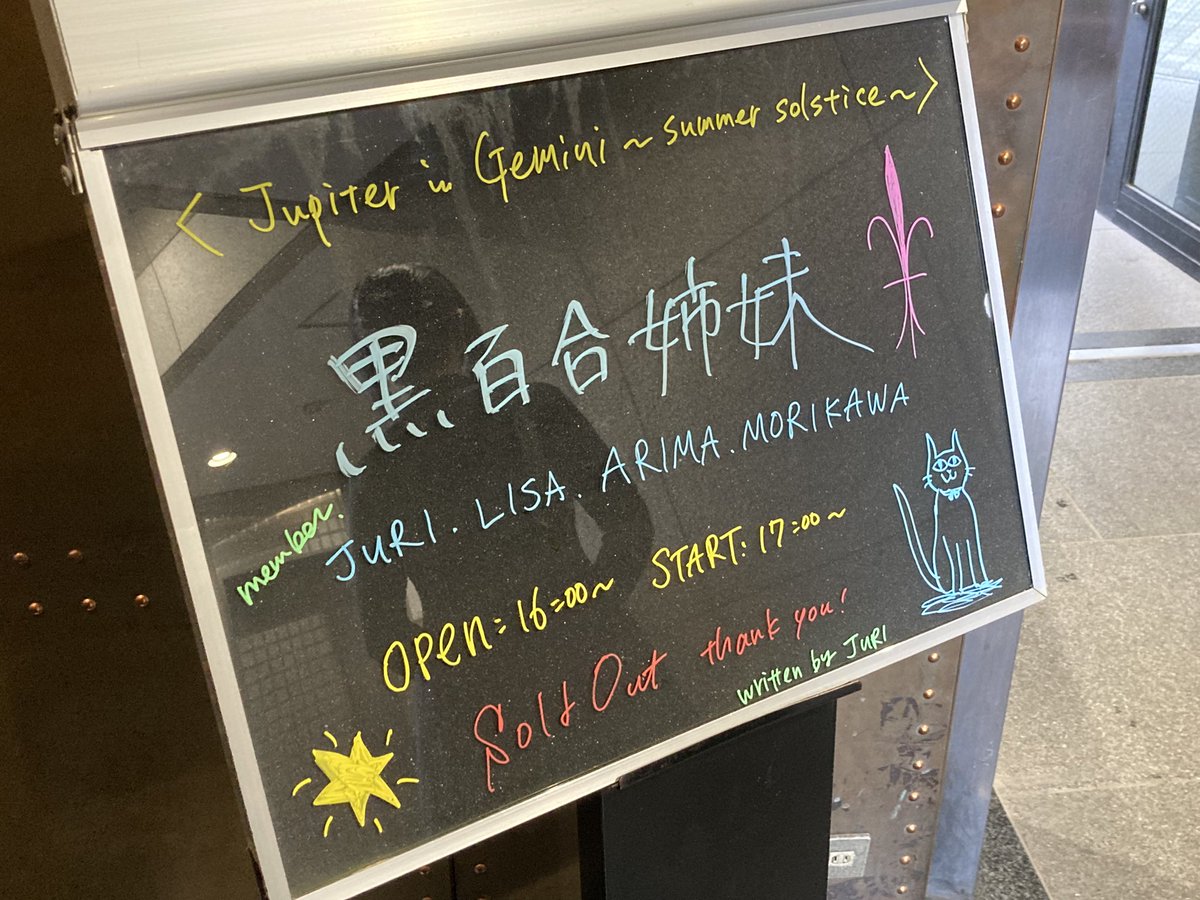 < Jupiter in Gemini ~ summer solstice ~ >
黒百合姉妹
member. JURI. LISA. ARIMA. MORIKAWA
OPEN: 16:00~ START: 17:00~
Sold Out thank you!
written by JURI